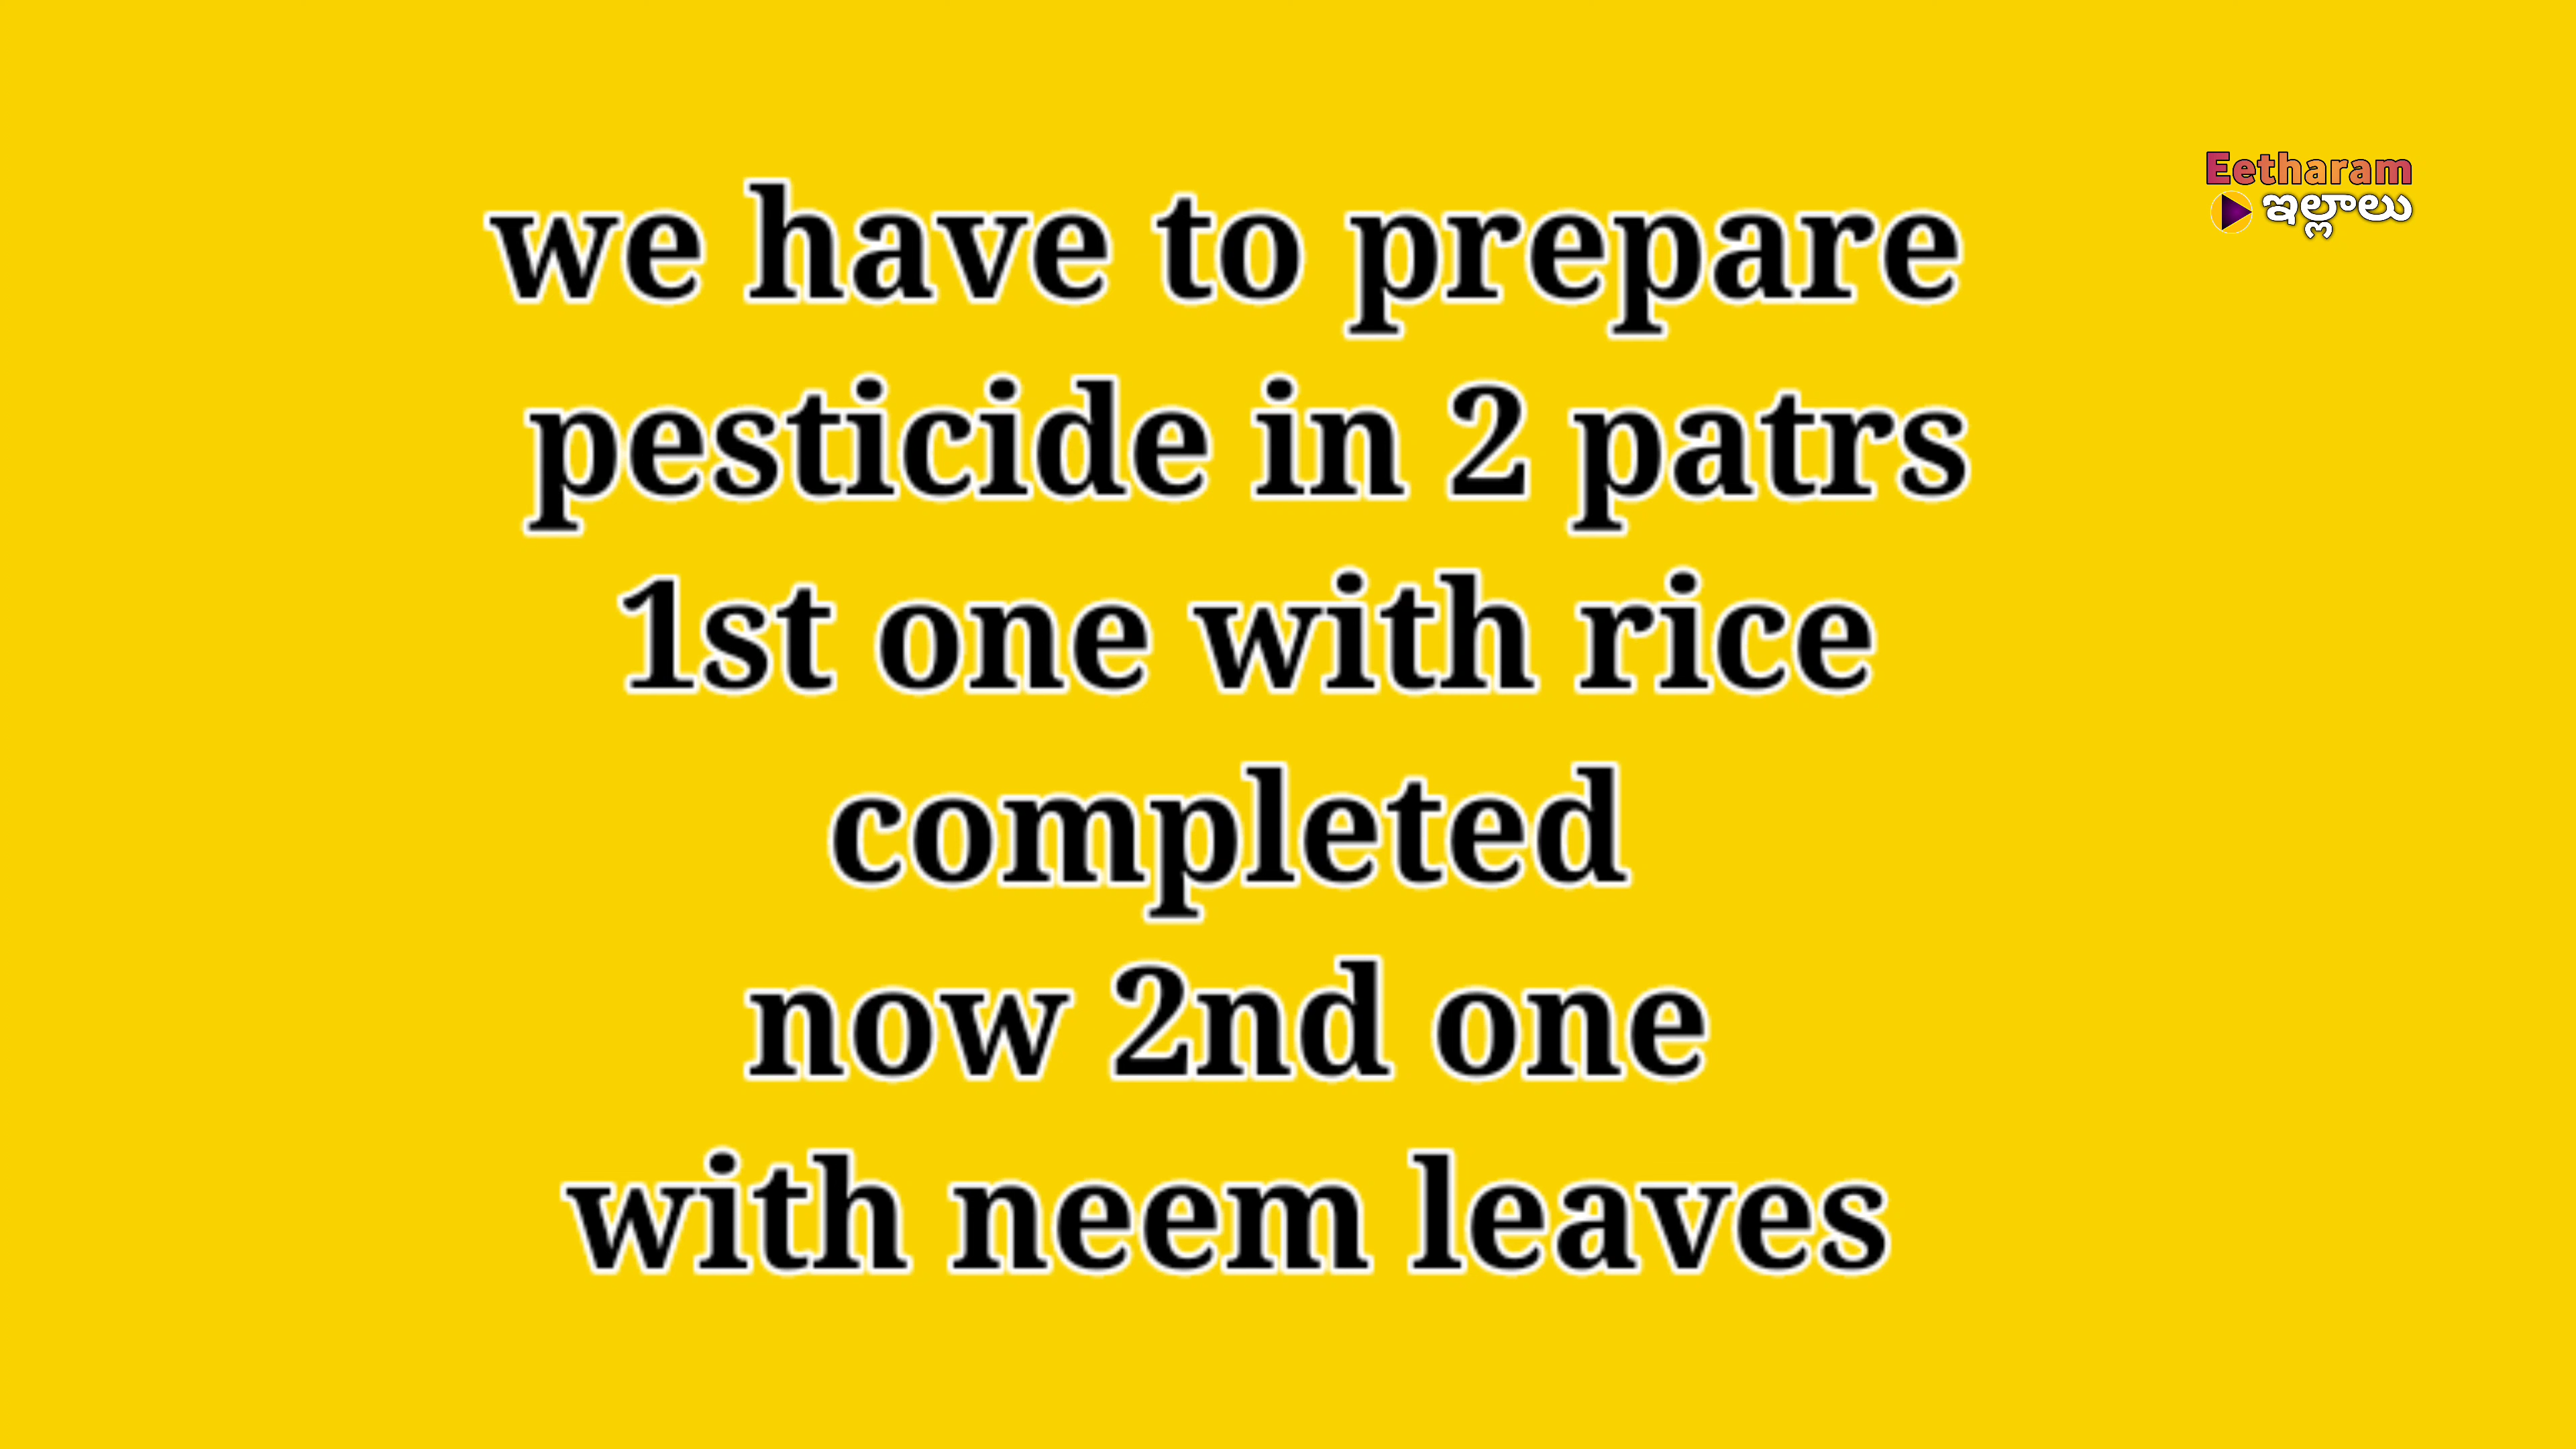 Eetharam
ఇల్లాలు
we have to prepare
pesticide in 2 patrs
1st one with rice
completed
now 2nd one
with neem leaves